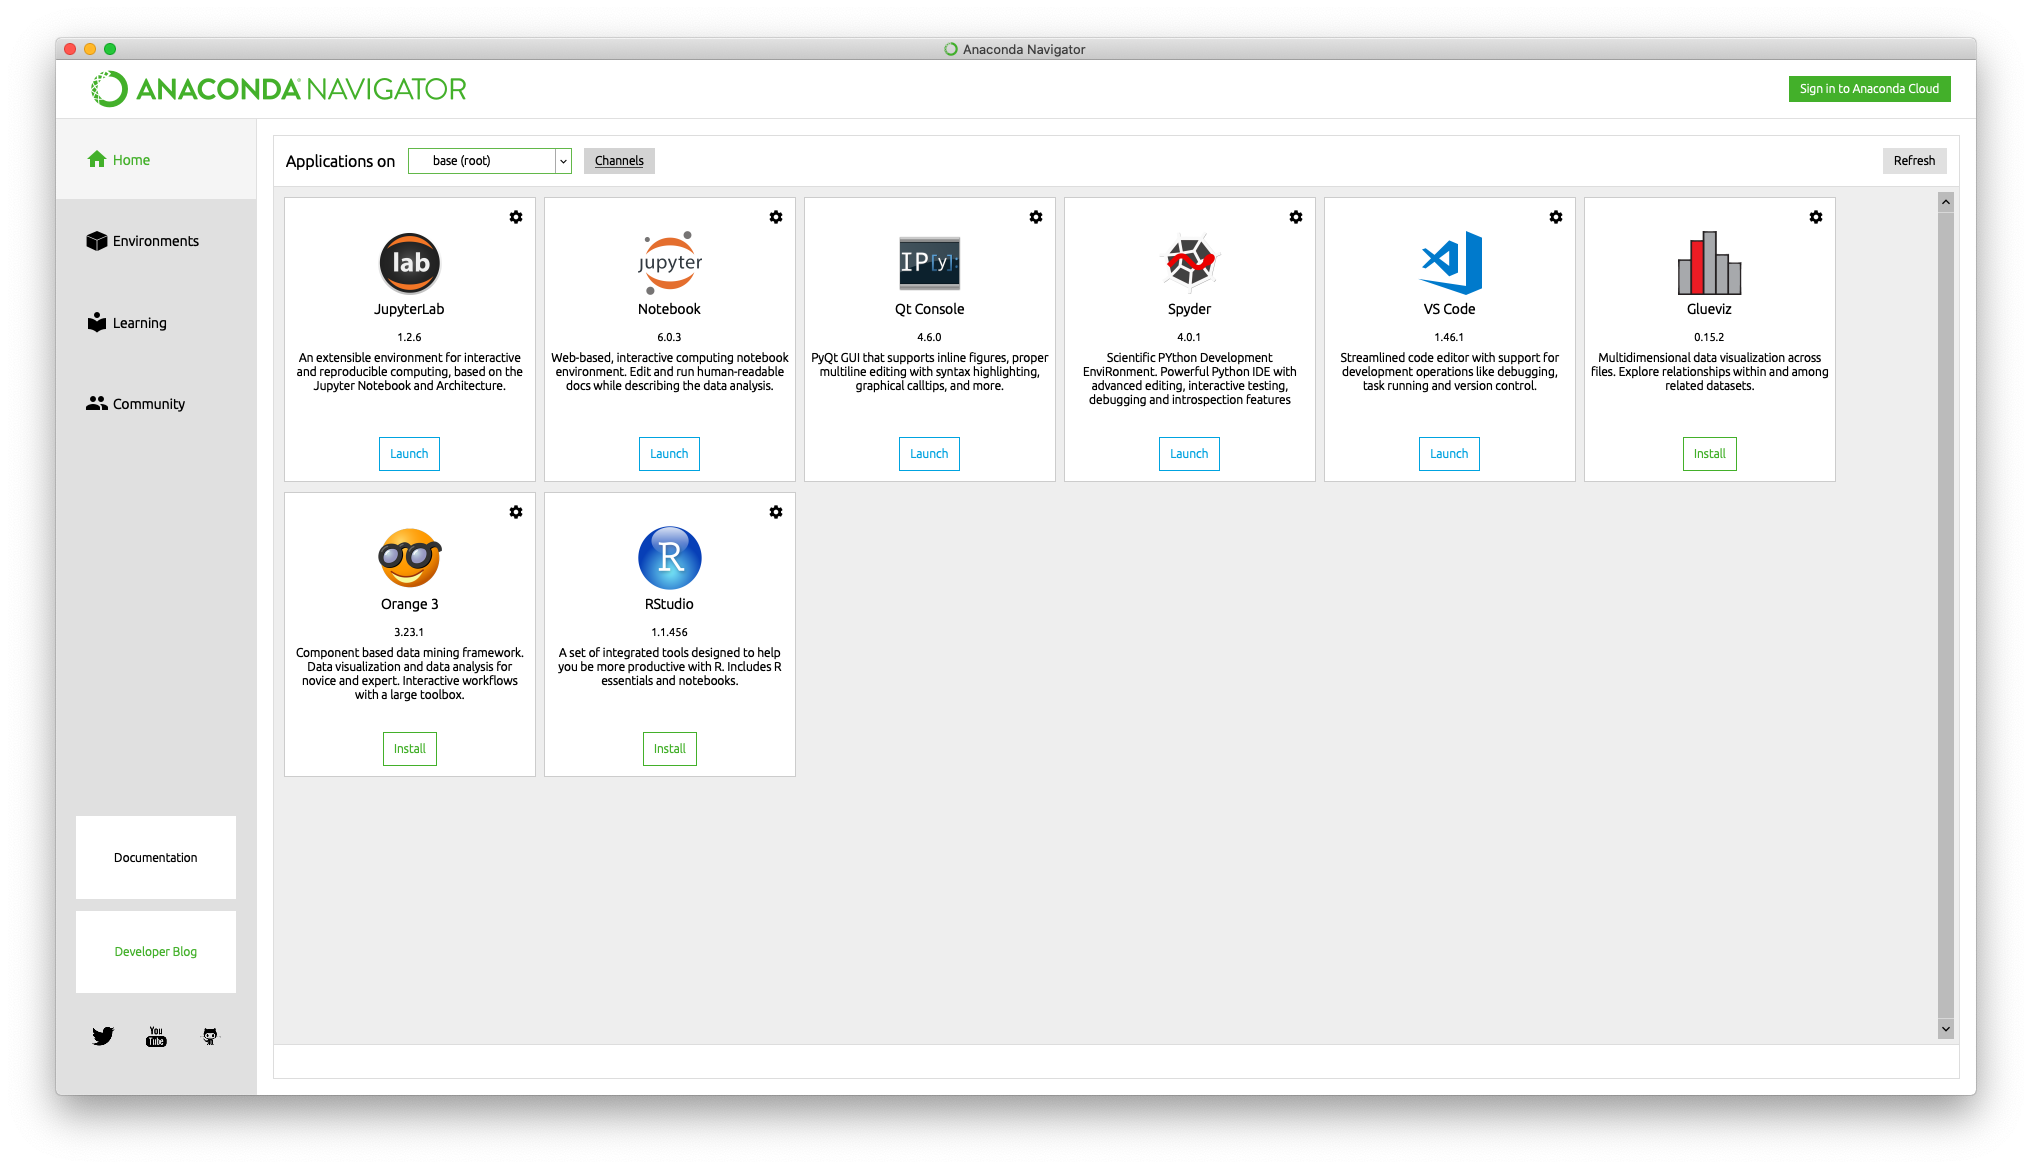 Anaconda Navigator
ANACONDA NAVIGATOR
Sign in to Anaconda Cloud
Home
Environments
Learning
Community
Documentation
Developer Blog
You
Tube
Applications on
base (root)
Channels
Refresh
lab
JupyterLab
1.2.6
An extensible environment for interactive
and reproducible computing, based on the
Jupyter Notebook and Architecture.
Launch
jupyter
Notebook
6.0.3
Web-based, interactive computing notebook
environment. Edit and run human-readable
docs while describing the data analysis.
Launch
IP[y]:
Qt Console
4.6.0
PyQt GUI that supports inline figures, proper
multiline editing with syntax highlighting,
graphical calltips, and more.
Launch
Spyder
4.0.1
Scientific PYthon Development
EnviRonment. Powerful Python IDE with
advanced editing, interactive testing,
debugging and introspection features
Launch
VS Code
1.46.1
Streamlined code editor with support for
development operations like debugging,
task running and version control.
Launch
Glueviz
0.15.2
Multidimensional data visualization across
files. Explore relationships within and among
related datasets.
Install
Orange 3
3.23.1
Component based data mining framework.
Data visualization and data analysis for
novice and expert. Interactive workflows
with a large toolbox.
Install
R
RStudio
1.1.456
A set of integrated tools designed to help
you be more productive with R. Includes R
essentials and notebooks.
Install